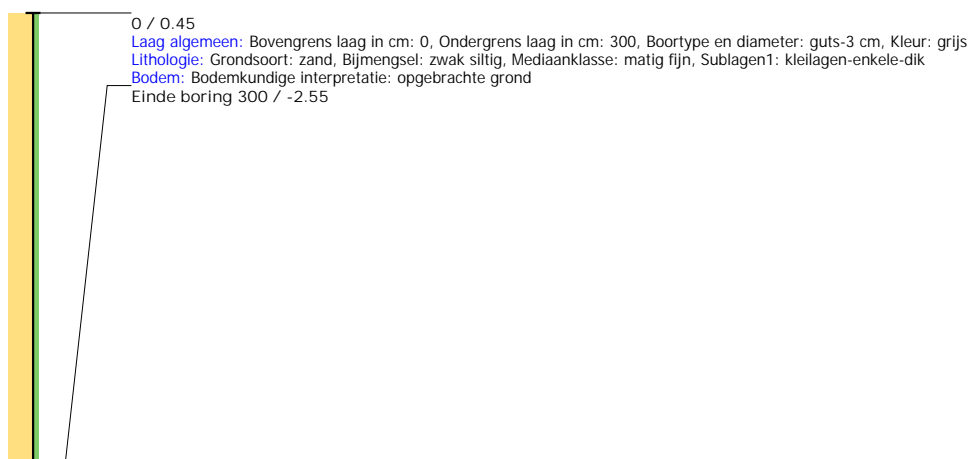 0 / 0.45
Laag algemeen: Bovengrens laag in cm: 0, Ondergrens laag in cm: 300, Boortype en diameter: guts-3 cm, Kleur: grijs
Lithologie: Grondsoort: zand, Bijmengsel: zwak siltig, Mediaanklasse: matig fijn, Sublagen1: kleilagen-enkele-dik
Bodem: Bodemkundige interpretatie: opgebrachte grond
Einde boring 300 / -2.55